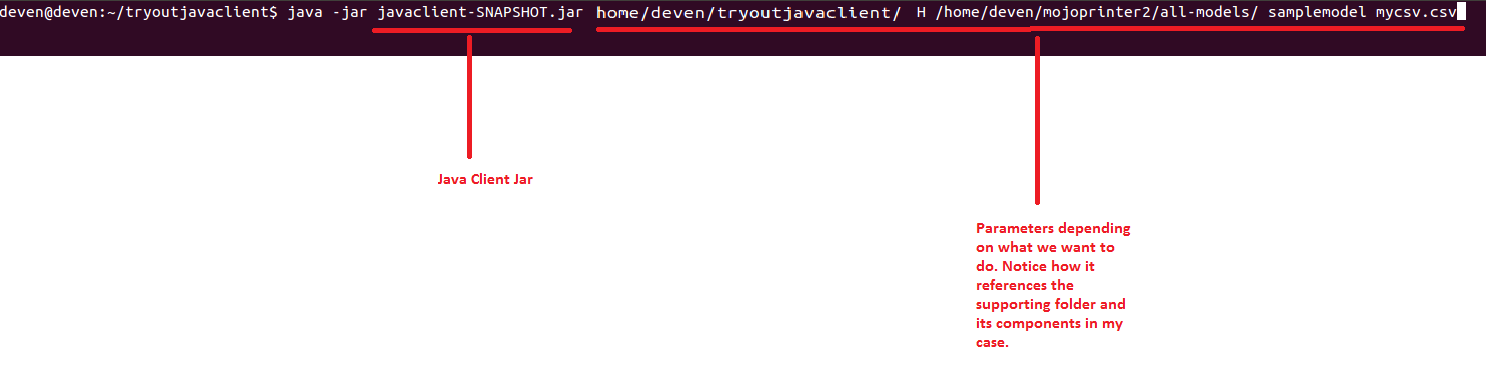 deven@deven:~/tryoutjavaclient$ java -jar javaclient-SNAPSHOT.jar home/deven/tryoutjavaclient/ H /home/deven/mojoprinter2/all-models/ samplemodel mycsv.csv
Java Client Jar
Parameters depending
on what we want to
do. Notice how it
references the
supporting folder and
its components in my
case.